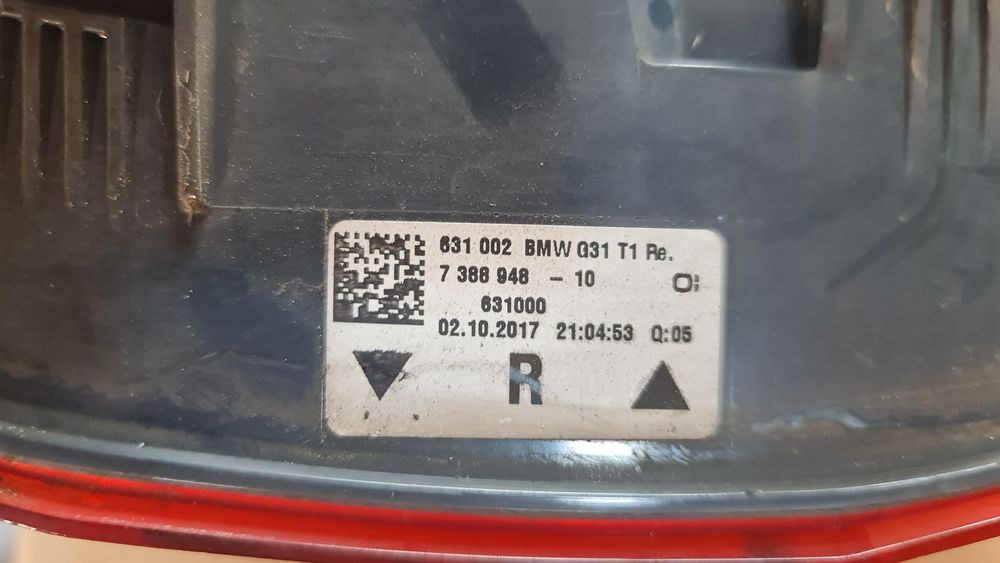 631 002 BMW G31 T1 Re.
7 388 948 - 10
631000
02.10.2017 21:04:53 Q:05
R